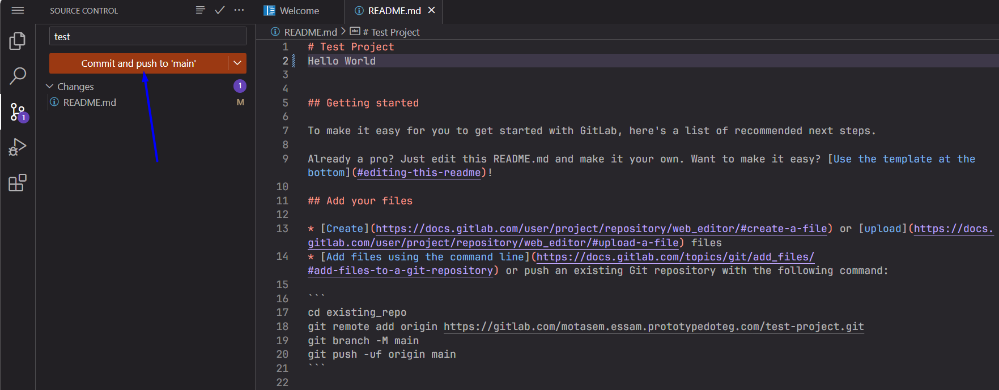 SOURCE CONTROL
test
Commit and push to 'main'
Changes
1
README.md
M
1
Welcome
README.md
README.md > abc # Test Project
1 # Test Project
2 Hello World
3
4
5 ## Getting started
6
7 To make it easy for you to get started with GitLab, here's a list of recommended next steps.
8
9 Already a pro? Just edit this README.md and make it your own. Want to make it easy? [Use the template at the
bottom](#editing-this-readme)!
10
11 ## Add your files
12
13 * [Create](https://docs.gitlab.com/user/project/repository/web_editor/#create-a-file) or [upload](https://docs.
gitlab.com/user/project/repository/web_editor/#upload-a-file) files
14 * [Add files using the command line](https://docs.gitlab.com/topics/git/add_files/
#add-files-to-a-git-repository) or push an existing Git repository with the following command:
15
16 ```
17 cd existing_repo
18 git remote add origin https://gitlab.com/motasem.essam.prototypedoteg.com/test-project.git
19 git branch -M main
20 git push -uf origin main
21 ```
22